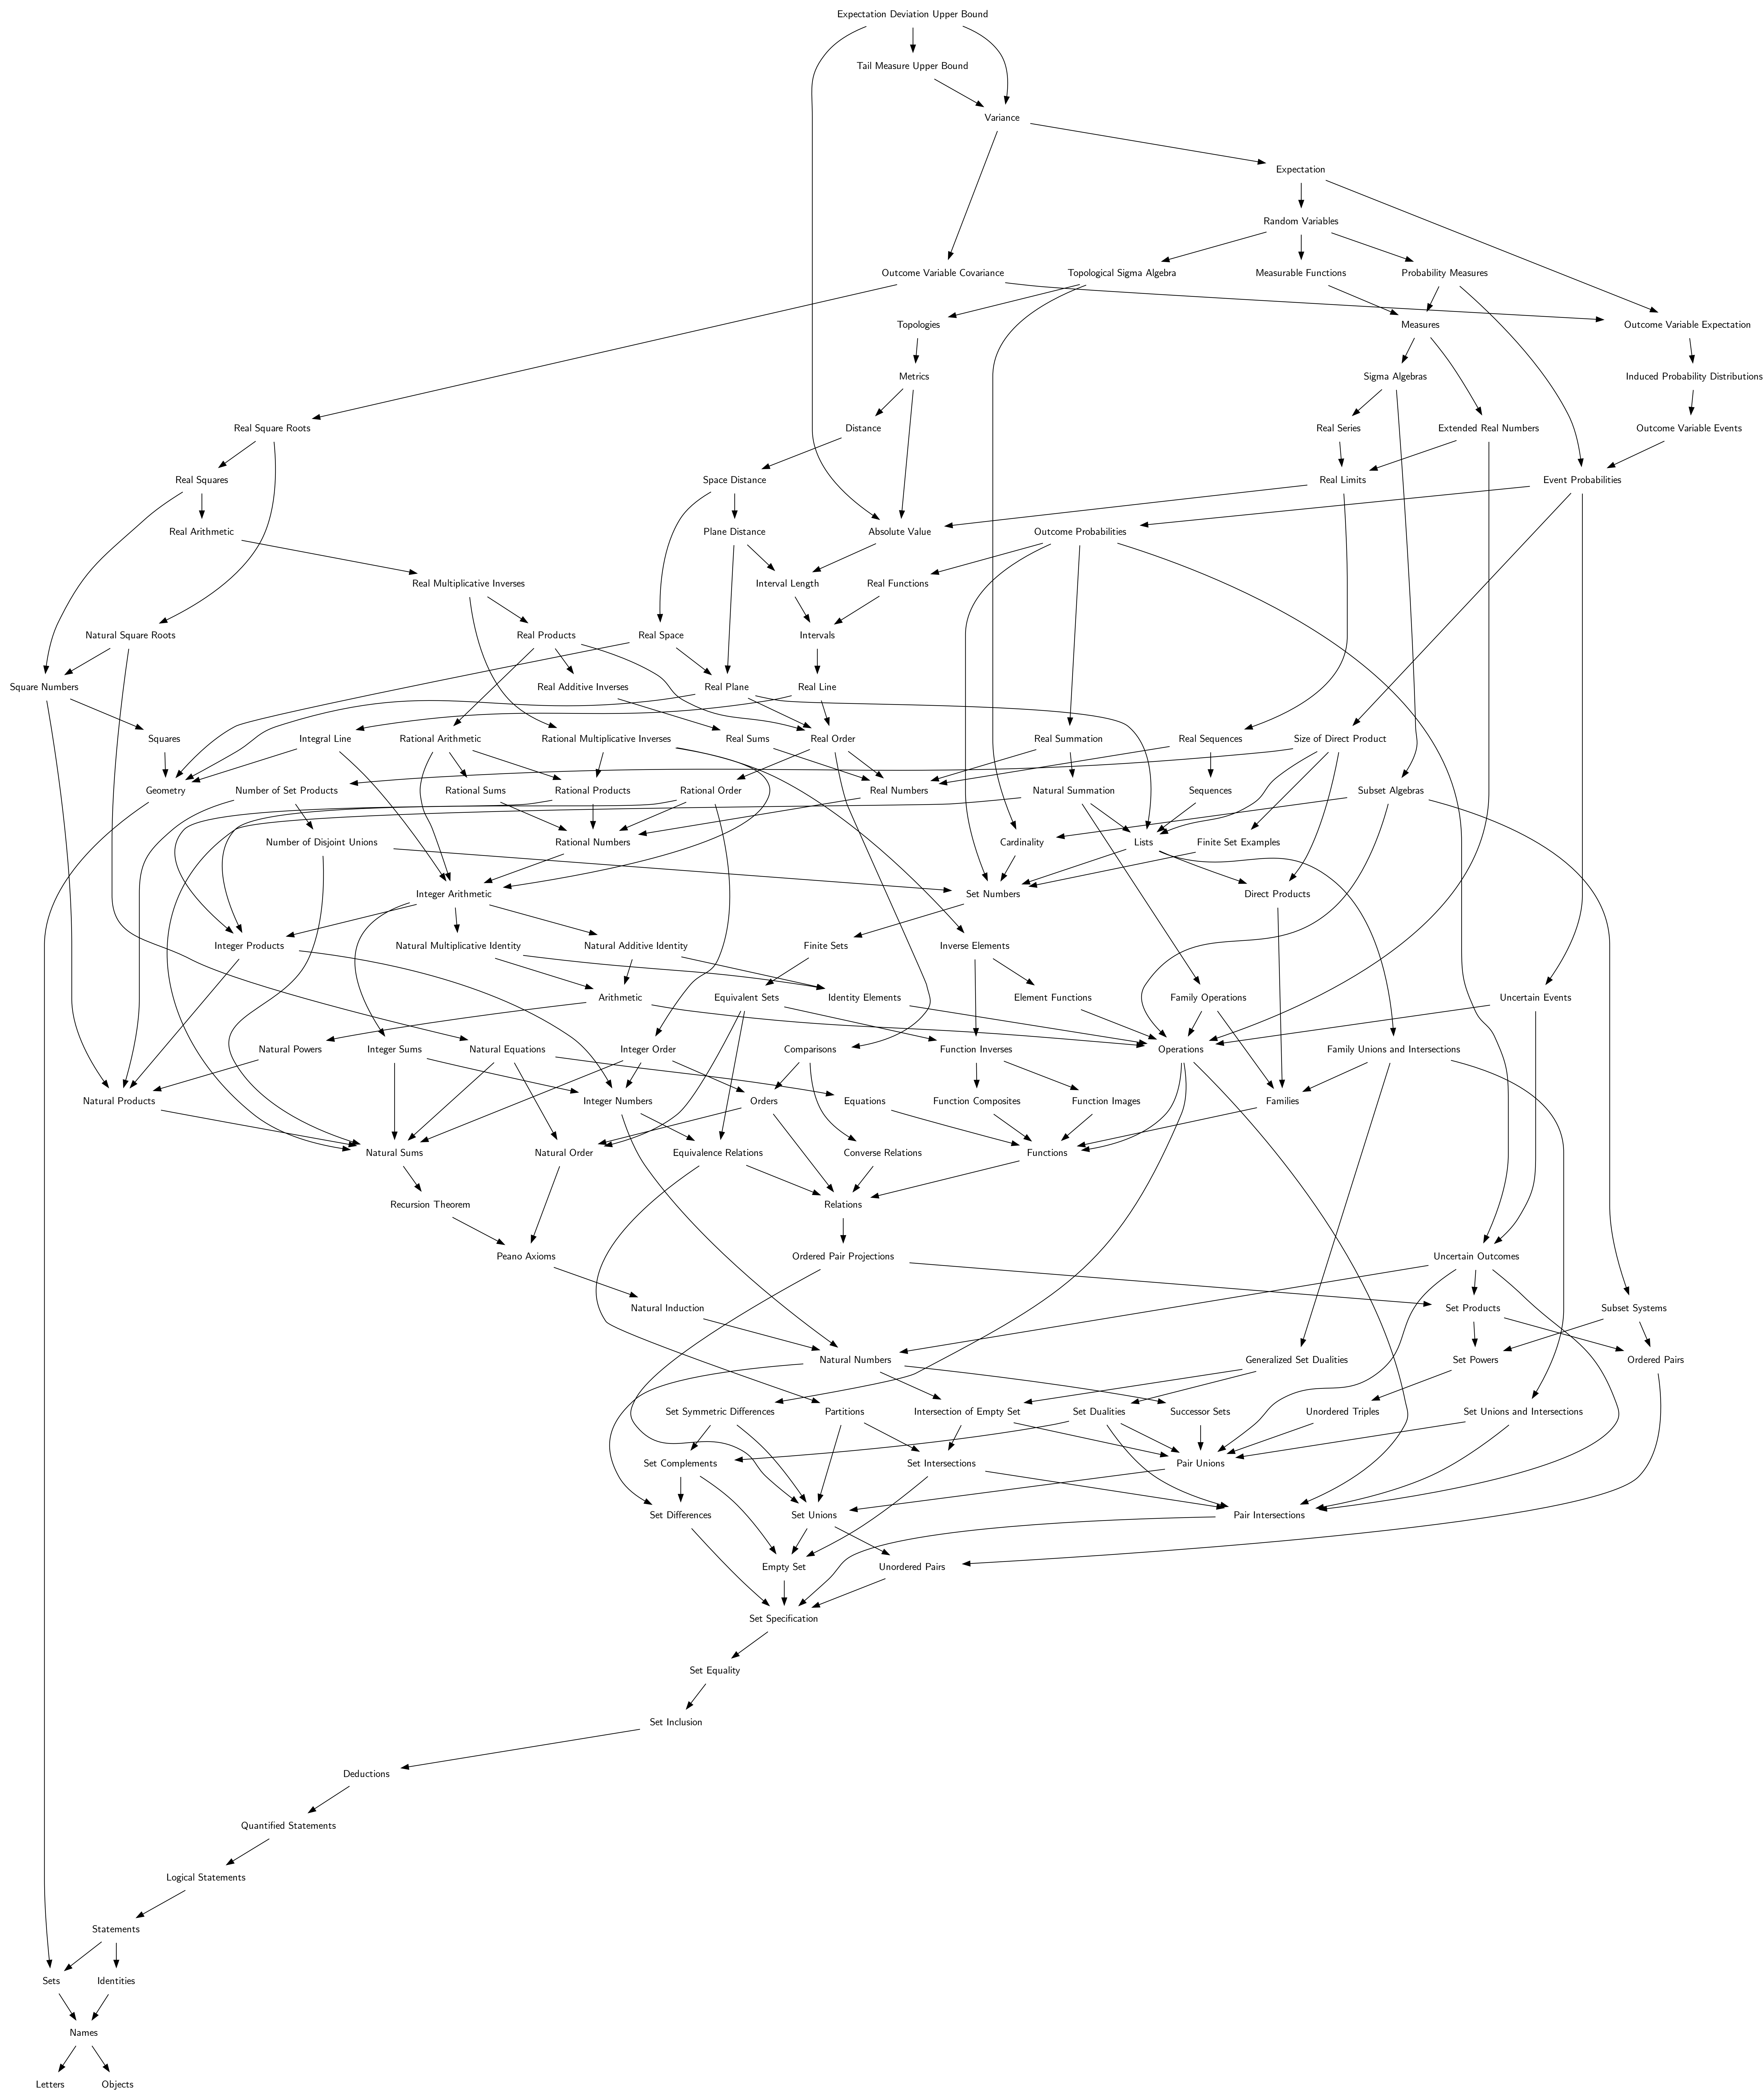 Expectation Deviation Upper Bound
Tail Measure Upper Bound
Variance
Expectation
Random Variables
Outcome Variable Covariance
Topological Sigma Algebra
Measurable Functions
Probability Measures
Topologies
Measures
Outcome Variable Expectation
Metrics
Sigma Algebras
Induced Probability Distributions
Real Square Roots
Distance
Real Series
Extended Real Numbers
Outcome Variable Events
Real Squares
Space Distance
Real Limits
Event Probabilities
Real Arithmetic
Plane Distance
Absolute Value
Outcome Probabilities
Real Multiplicative Inverses
Interval Length
Real Functions
Natural Square Roots
Real Products
Real Space
Intervals
Square Numbers
Real Additive Inverses
Real Plane
Real Line
Squares
Integral Line
Rational Arithmetic
Rational Multiplicative Inverses
Real Sums
Real Order
Real Summation
Real Sequences
Size of Direct Product
Geometry
Number of Set Products
Rational Sums
Rational Products
Rational Order
Real Numbers
Natural Summation
Sequences
Subset Algebras
Number of Disjoint Unions
Rational Numbers
Cardinality
Lists
Finite Set Examples
Integer Arithmetic
Set Numbers
Direct Products
Integer Products
Natural Multiplicative Identity
Natural Additive Identity
Finite Sets
Inverse Elements
Arithmetic
Equivalent Sets
Identity Elements
Element Functions
Family Operations
Uncertain Events
Natural Powers
Integer Sums
Natural Equations
Integer Order
Comparisons
Function Inverses
Operations
Family Unions and Intersections
Natural Products
Integer Numbers
Orders
Equations
Function Composites
Function Images
Families
Natural Sums
Natural Order
Equivalence Relations
Converse Relations
Functions
Recursion Theorem
Relations
Peano Axioms
Ordered Pair Projections
Uncertain Outcomes
Natural Induction
Set Products
Subset Systems
Natural Numbers
Generalized Set Dualities
Set Powers
Ordered Pairs
Set Symmetric Differences
Partitions
Intersection of Empty Set
Set Dualities
Successor Sets
Unordered Triples
Set Unions and Intersections
Set Complements
Set Intersections
Pair Unions
Set Differences
Set Unions
Pair Intersections
Empty Set
Unordered Pairs
Set Specification
Set Equality
Set Inclusion
Deductions
Quantified Statements
Logical Statements
Statements
Sets
Identities
Names
Letters
Objects